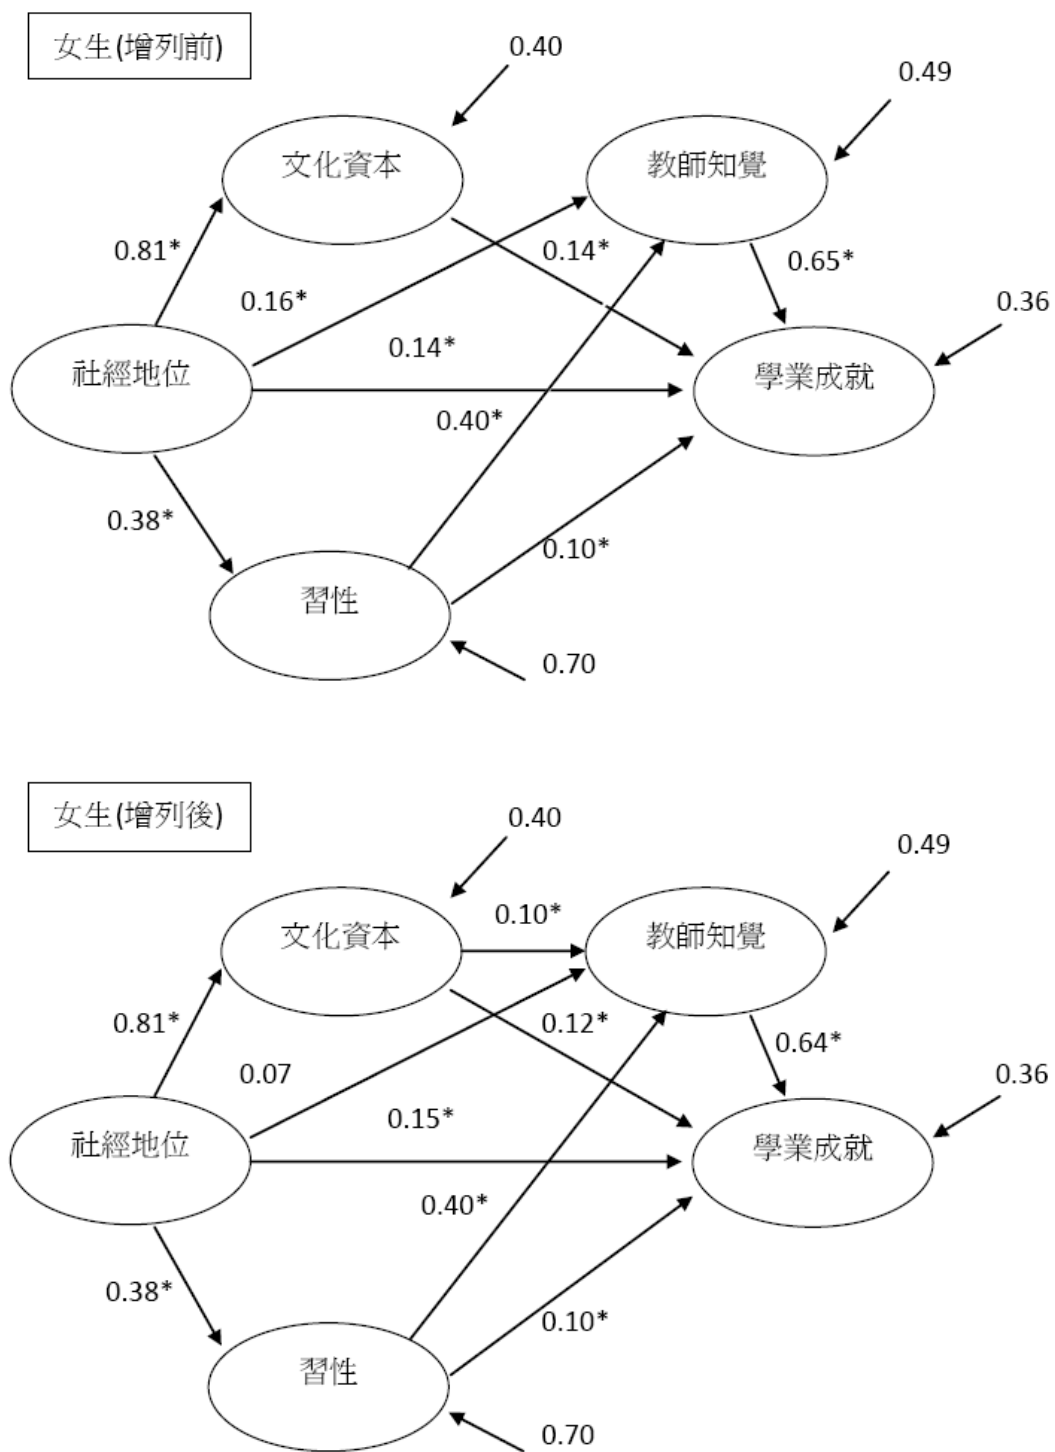 女生(增列前)
0.40
0.49
文化資本
教師知覺
0.81*
0.14*
0.65*
0.16*
0.36
0.14*
社經地位
學業成就
0.40*
0.38*
0.10*
習性
0.70
女生(增列後)
0.40
0.49
0.10*
文化資本
教師知覺
0.81*
0.12*
0.64*
0.07
0.36
0.15*
社經地位
學業成就
0.40*
0.38*
0.10*
習性
0.70